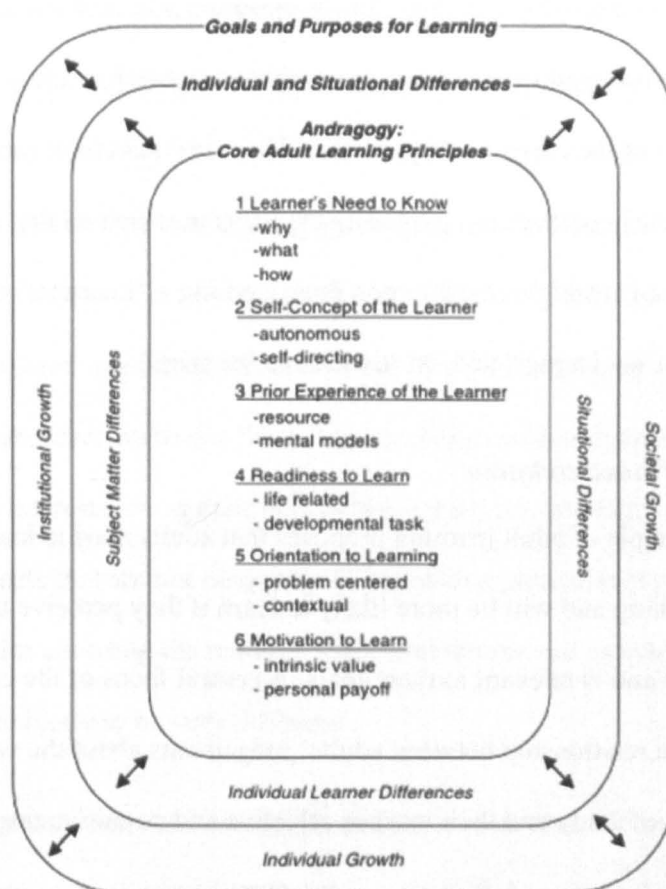 Goals and Purposes for Learning
Individual and Situational Differences
Andragogy:
Core Adult Learning Principles
1 Learner's Need to Know
-why
-what
-how
2 Self-Concept of the Learner
-autonomous
-self-directing
3 Prior Experience of the Learner
-resource
-mental models
4 Readiness to Learn
- life related
- developmental task
5 Orientation to Learning
- problem centered
- contextual
6 Motivation to Learn
- intrinsic value
- personal payoff
Institutional Growth
Subject Matter Differences
Situational Differences
Societal Growth
Individual Learner Differences
Individual Growth